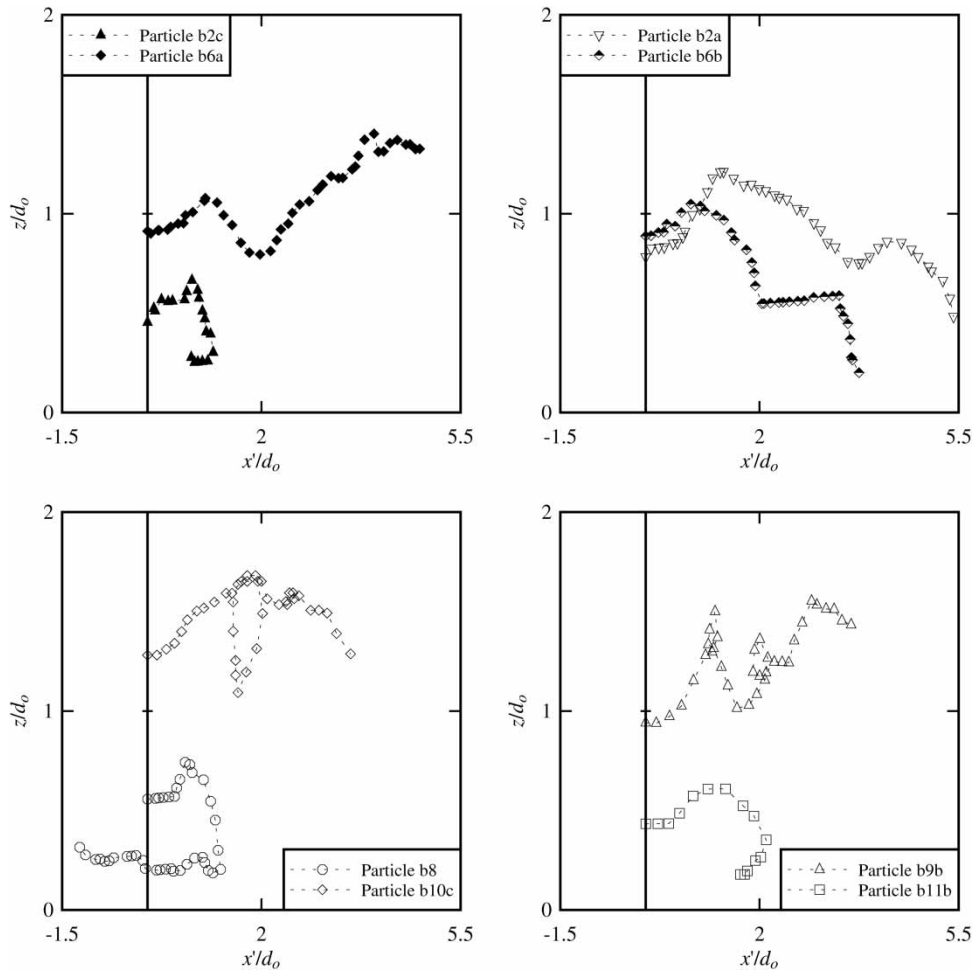 2
Particle b2c
Particle b6a
z/dₒ
1
0
-1.5
2
5.5
x'/dₒ
2
Particle b2a
Particle b6b
z/dₒ
1
0
-1.5
2
5.5
x'/dₒ
2
z/dₒ
1
Particle b8
Particle b10c
0
-1.5
2
5.5
x'/dₒ
2
z/dₒ
1
Particle b9b
Particle b11b
0
-1.5
2
5.5
x'/dₒ